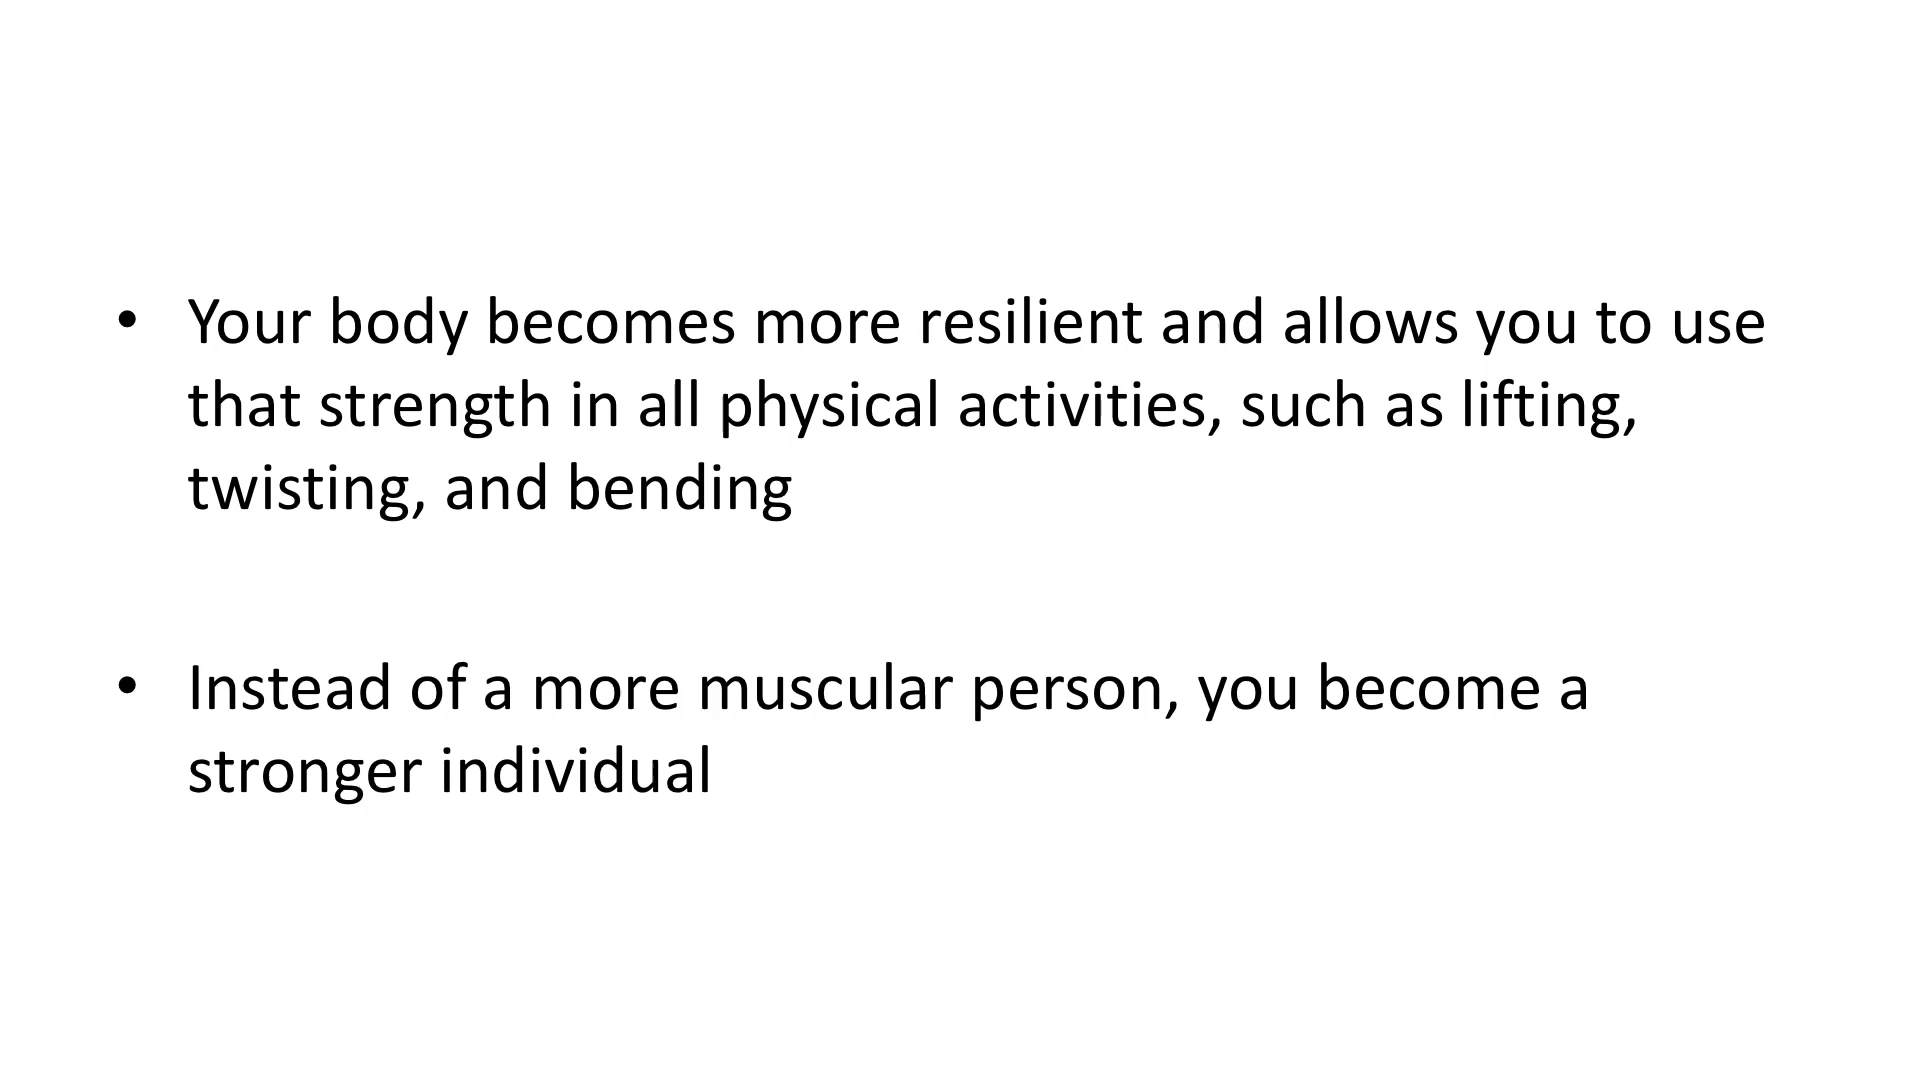 • Your body becomes more resilient and allows you to use
that strength in all physical activities, such as lifting,
twisting, and bending
• Instead of a more muscular person, you become a
stronger individual